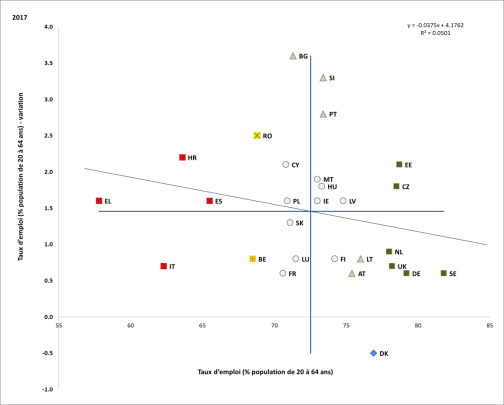 2017
y = -0.0375x + 4.1762
R² = 0.0501
Taux d'emploi (% population de 20 à 64 ans) - variation
4.0
3.5
3.0
2.5
2.0
1.5
1.0
0.5
0.0
-0.5
-1.0
BG
SI
PT
RO
HR
CY
EE
MT
HU
CZ
EL
ES
PL
IE
LV
SK
NL
IT
BE
LU
FI
LT
UK
FR
AT
DE
SE
DK
55
60
65
70
75
80
85
Taux d'emploi (% population de 20 à 64 ans)